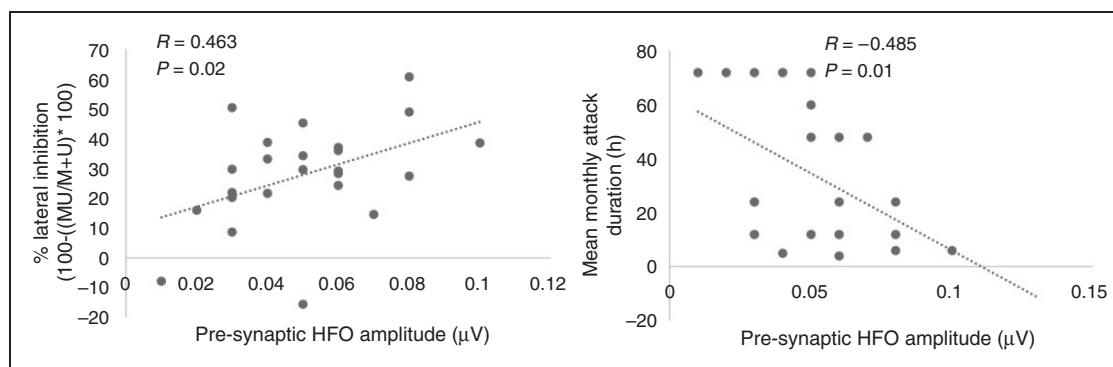 R = 0.463
P = 0.02
% lateral inhibition
(100-((MU/M+U)* 100)
70
60
50
40
30
20
10
0
–10
–20
0 0.02 0.04 0.06 0.08 0.1 0.12
Pre-synaptic HFO amplitude (μV)
R = –0.485
P = 0.01
Mean monthly attack
duration (h)
80
60
40
20
0
–20
0 0.05 0.1 0.15
Pre-synaptic HFO amplitude (μV)